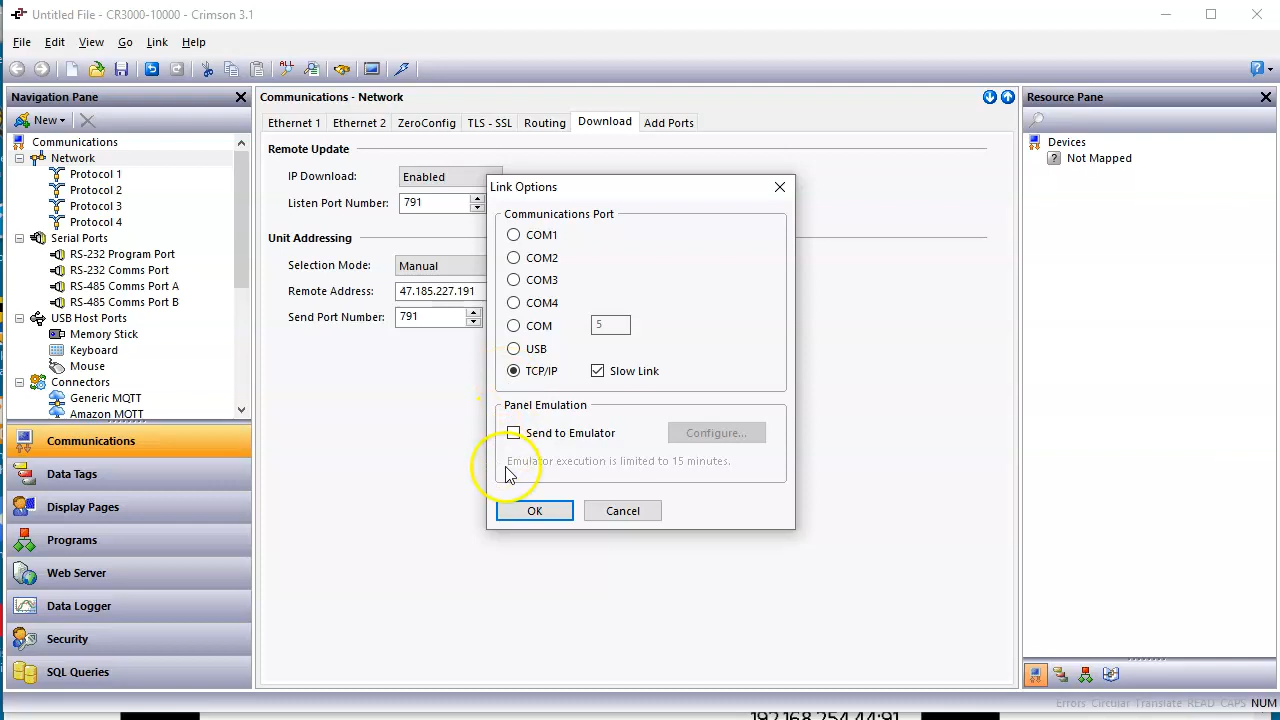 Untitled File - CR3000-10000 - Crimson 3.1
File Edit View Go Link Help
Navigation Pane
New
Communications
Network
Protocol 1
Protocol 2
Protocol 3
Protocol 4
Serial Ports
RS-232 Program Port
RS-232 Comms Port
RS-485 Comms Port A
RS-485 Comms Port B
USB Host Ports
Memory Stick
Keyboard
Mouse
Connectors
Generic MQTT
Amazon MQTT
Communications
Data Tags
Display Pages
Programs
Web Server
Data Logger
Security
SQL Queries
Communications - Network
Ethernet 1 Ethernet 2 ZeroConfig TLS - SSL Routing Download Add Ports
Remote Update
IP Download: Enabled
Listen Port Number: 791
Unit Addressing
Selection Mode: Manual
Remote Address: 47.185.227.191
Send Port Number: 791
Link Options
Communications Port
COM1
COM2
COM3
COM4
COM 5
USB
TCP/IP Slow Link
Panel Emulation
Send to Emulator Configure...
Emulator execution is limited to 15 minutes.
OK Cancel
Resource Pane
Devices
? Not Mapped
Errors Circular Translate READ CAPS NUM
192.168.254.44:91